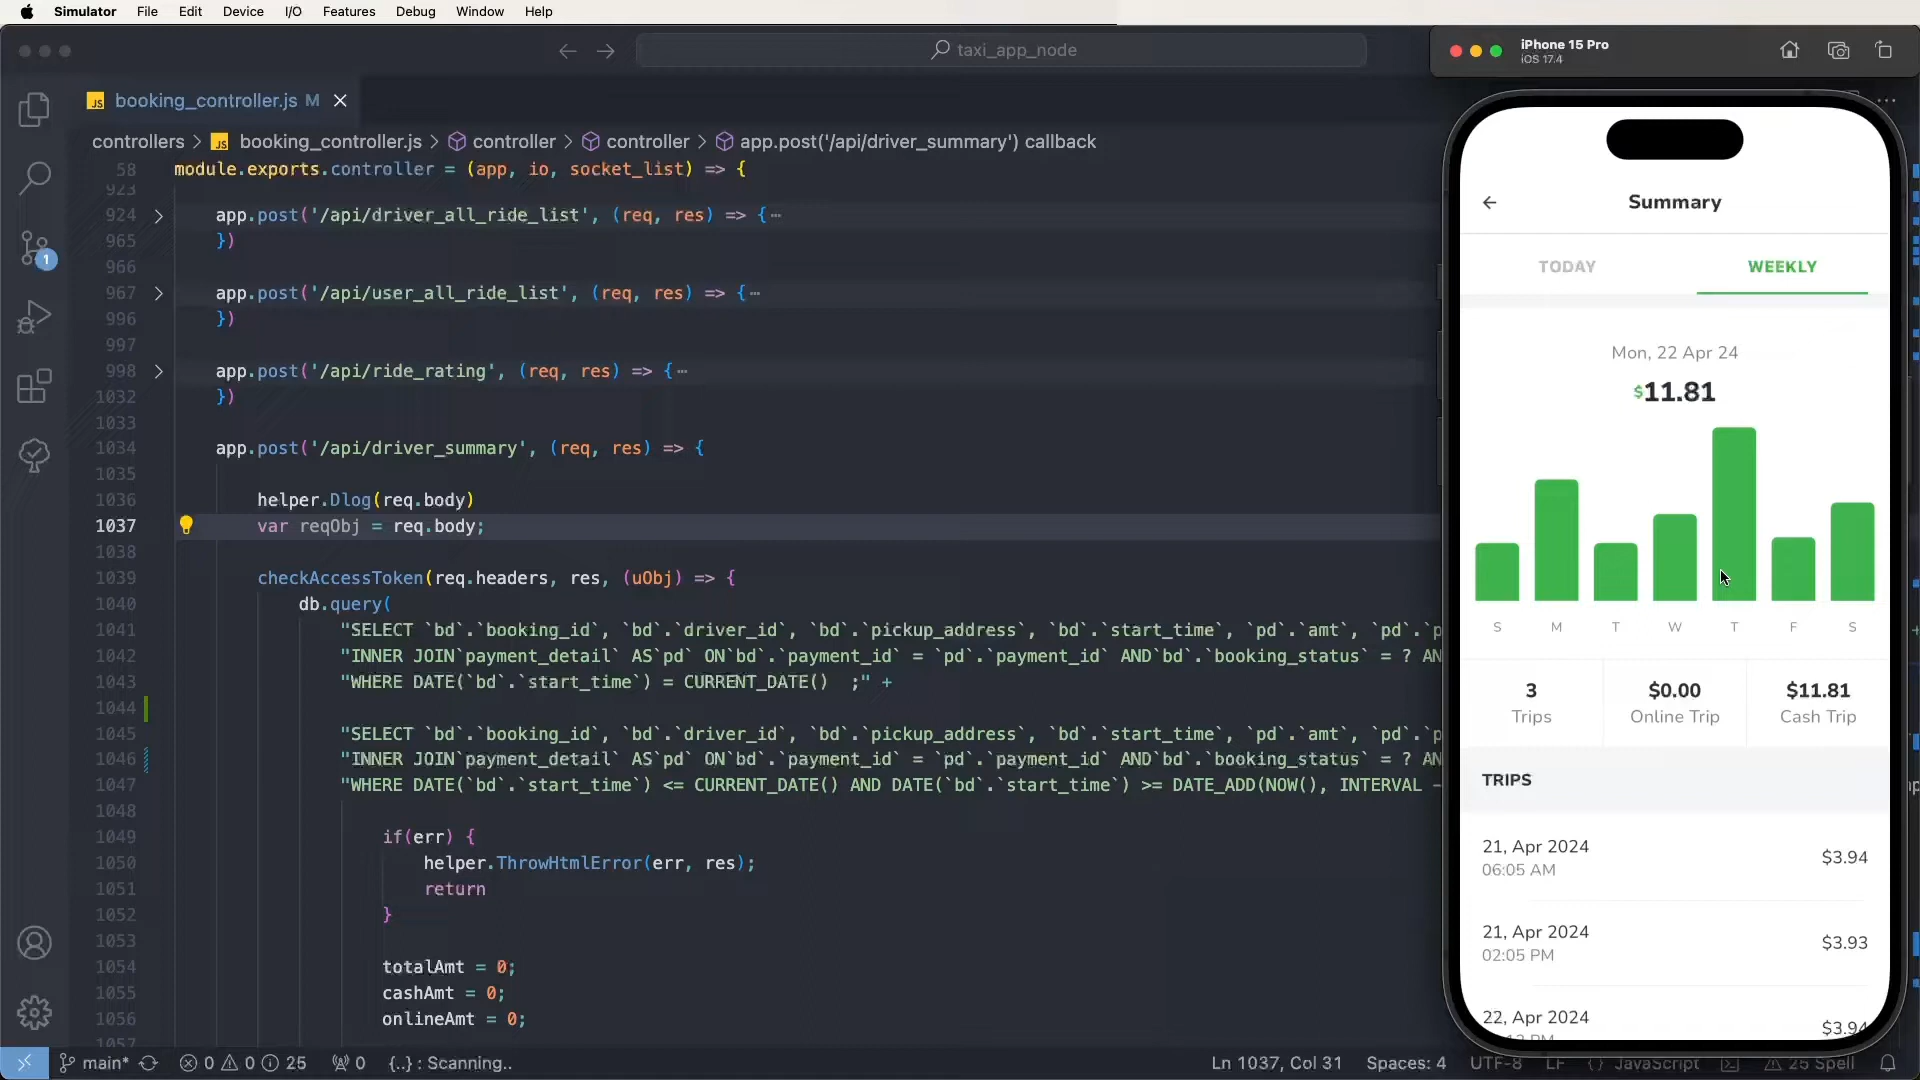 Simulator File Edit Device I/O Features Debug Window Help
taxi_app_node
JS booking_controller.js M
controllers > JS booking_controller.js > controller > controller > app.post('/api/driver_summary') callback
58 module.exports.controller = (app, io, socket_list) => {
923
924 app.post('/api/driver_all_ride_list', (req, res) => {…
965 })
966
967 app.post('/api/user_all_ride_list', (req, res) => {…
996 })
997
998 app.post('/api/ride_rating', (req, res) => {…
1032 })
1033
1034 app.post('/api/driver_summary', (req, res) => {
1035
1036 helper.Dlog(req.body)
1037 var reqObj = req.body;
1038
1039 checkAccessToken(req.headers, res, (uObj) => {
1040 db.query(
1041 "SELECT `bd`.`booking_id`, `bd`.`driver_id`, `bd`.`pickup_address`, `bd`.`start_time`, `pd`.`amt`, `pd`.`p
1042 "INNER JOIN`payment_detail` AS`pd` ON`bd`.`payment_id` = `pd`.`payment_id` AND`bd`.`booking_status` = ? AN
1043 "WHERE DATE(`bd`.`start_time`) = CURRENT_DATE()  ;" +
1044
1045 "SELECT `bd`.`booking_id`, `bd`.`driver_id`, `bd`.`pickup_address`, `bd`.`start_time`, `pd`.`amt`, `pd`.`p
1046 "INNER JOIN`payment_detail` AS`pd` ON`bd`.`payment_id` = `pd`.`payment_id` AND`bd`.`booking_status` = ? AN
1047 "WHERE DATE(`bd`.`start_time`) <= CURRENT_DATE() AND DATE(`bd`.`start_time`) >= DATE_ADD(NOW(), INTERVAL -
1048
1049 if(err) {
1050 helper.ThrowHtmlError(err, res);
1051 return
1052 }
1053
1054 totalAmt = 0;
1055 cashAmt = 0;
1056 onlineAmt = 0;
1057
1
main* 0 0 25 0 {..} : Scanning.. Ln 1037, Col 31 Spaces: 4 UTF-8 LF {} JavaScript 25 Spell
iPhone 15 Pro
iOS 17.4
Summary
TODAY WEEKLY
Mon, 22 Apr 24
$11.81
S M T W T F S
3 $0.00 $11.81
Trips Online Trip Cash Trip
TRIPS
21, Apr 2024
06:05 AM
$3.94
21, Apr 2024
02:05 PM
$3.93
22, Apr 2024
$3.94